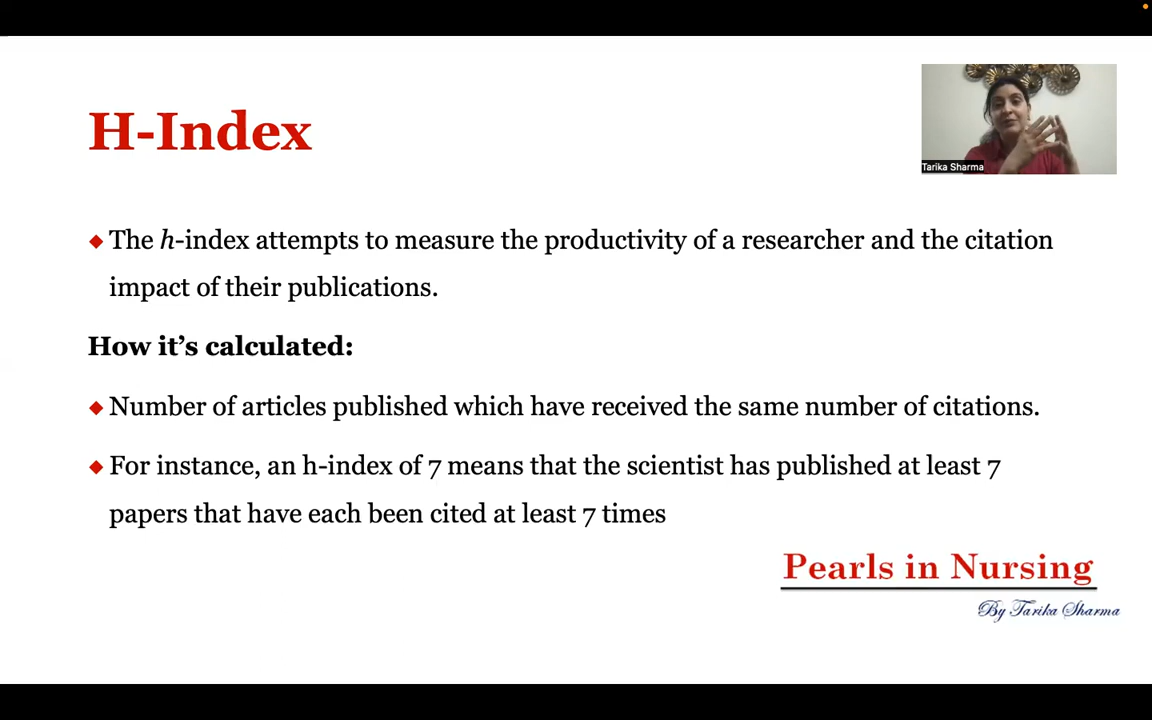 H-Index
Tarika Sharma
◆ The h-index attempts to measure the productivity of a researcher and the citation
impact of their publications.
How it’s calculated:
◆ Number of articles published which have received the same number of citations.
◆ For instance, an h-index of 7 means that the scientist has published at least 7
papers that have each been cited at least 7 times
Pearls in Nursing
By Tarika Sharma